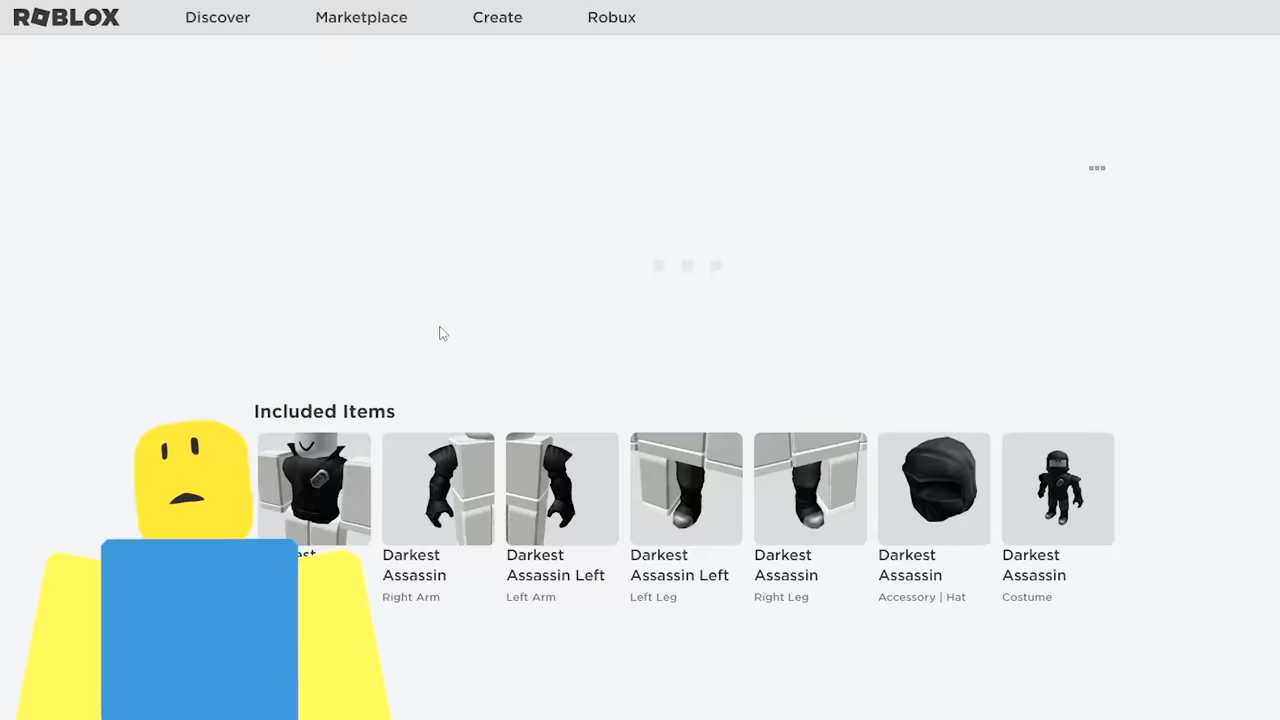 ROBLOX Discover Marketplace Create Robux
Included Items
Darkest Darkest Darkest Darkest Darkest Darkest
Assassin Assassin Left Assassin Left Assassin Assassin Assassin
Right Arm Left Arm Left Leg Right Leg Accessory | Hat Costume